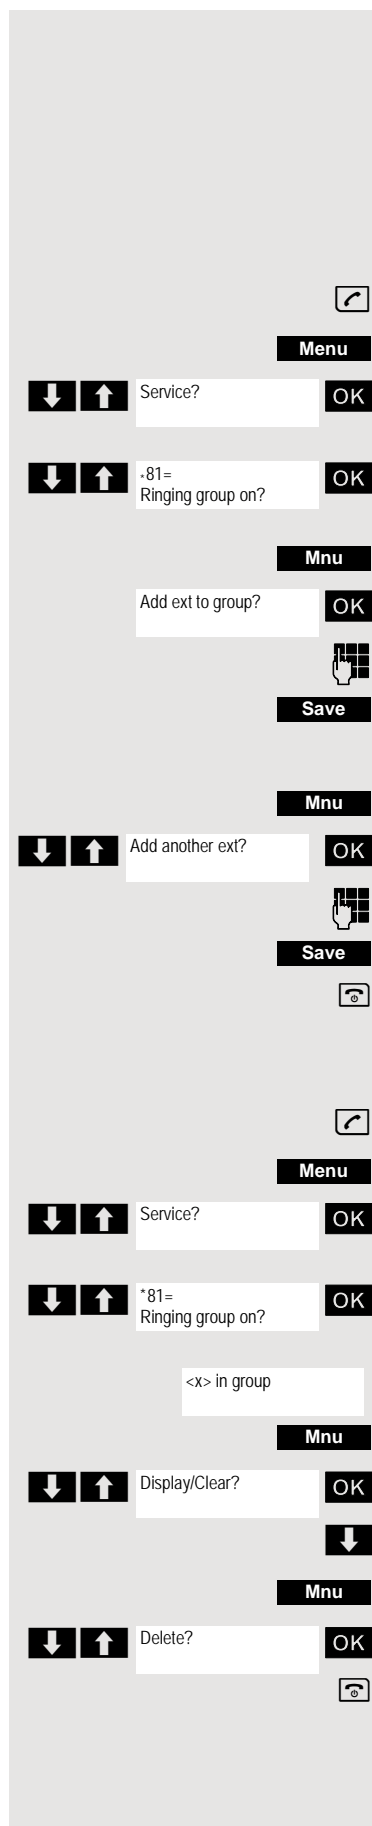 Menu
Service? OK
*81= OK
Ringing group on?
Mnu
Add ext to group? OK
Save
Mnu
Add another ext? OK
Save
Menu
Service? OK
*81= OK
Ringing group on?
<x> in group
Mnu
Display/Clear? OK
Mnu
Delete? OK